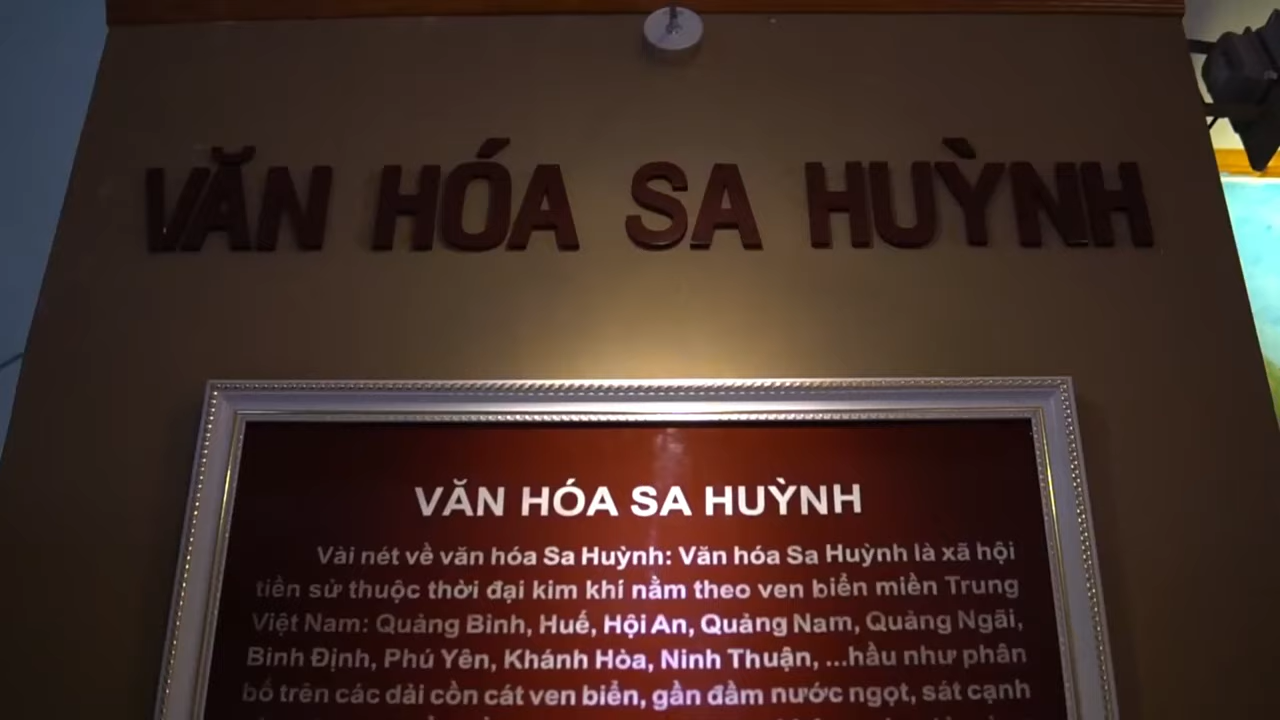 VĂN HÓA SA HUỲNH
VĂN HÓA SA HUỲNH
Vài nét về văn hóa Sa Huỳnh: Văn hóa Sa Huỳnh là xã hội
tiền sử thuộc thời đại kim khí nằm theo ven biển miền Trung
Việt Nam: Quảng Bình, Huế, Hội An, Quảng Nam, Quảng Ngãi,
Bình Định, Phú Yên, Khánh Hòa, Ninh Thuận, ...hầu như phân
bố trên các dải cồn cát ven biển, gần đầm nước ngọt, sát cạnh